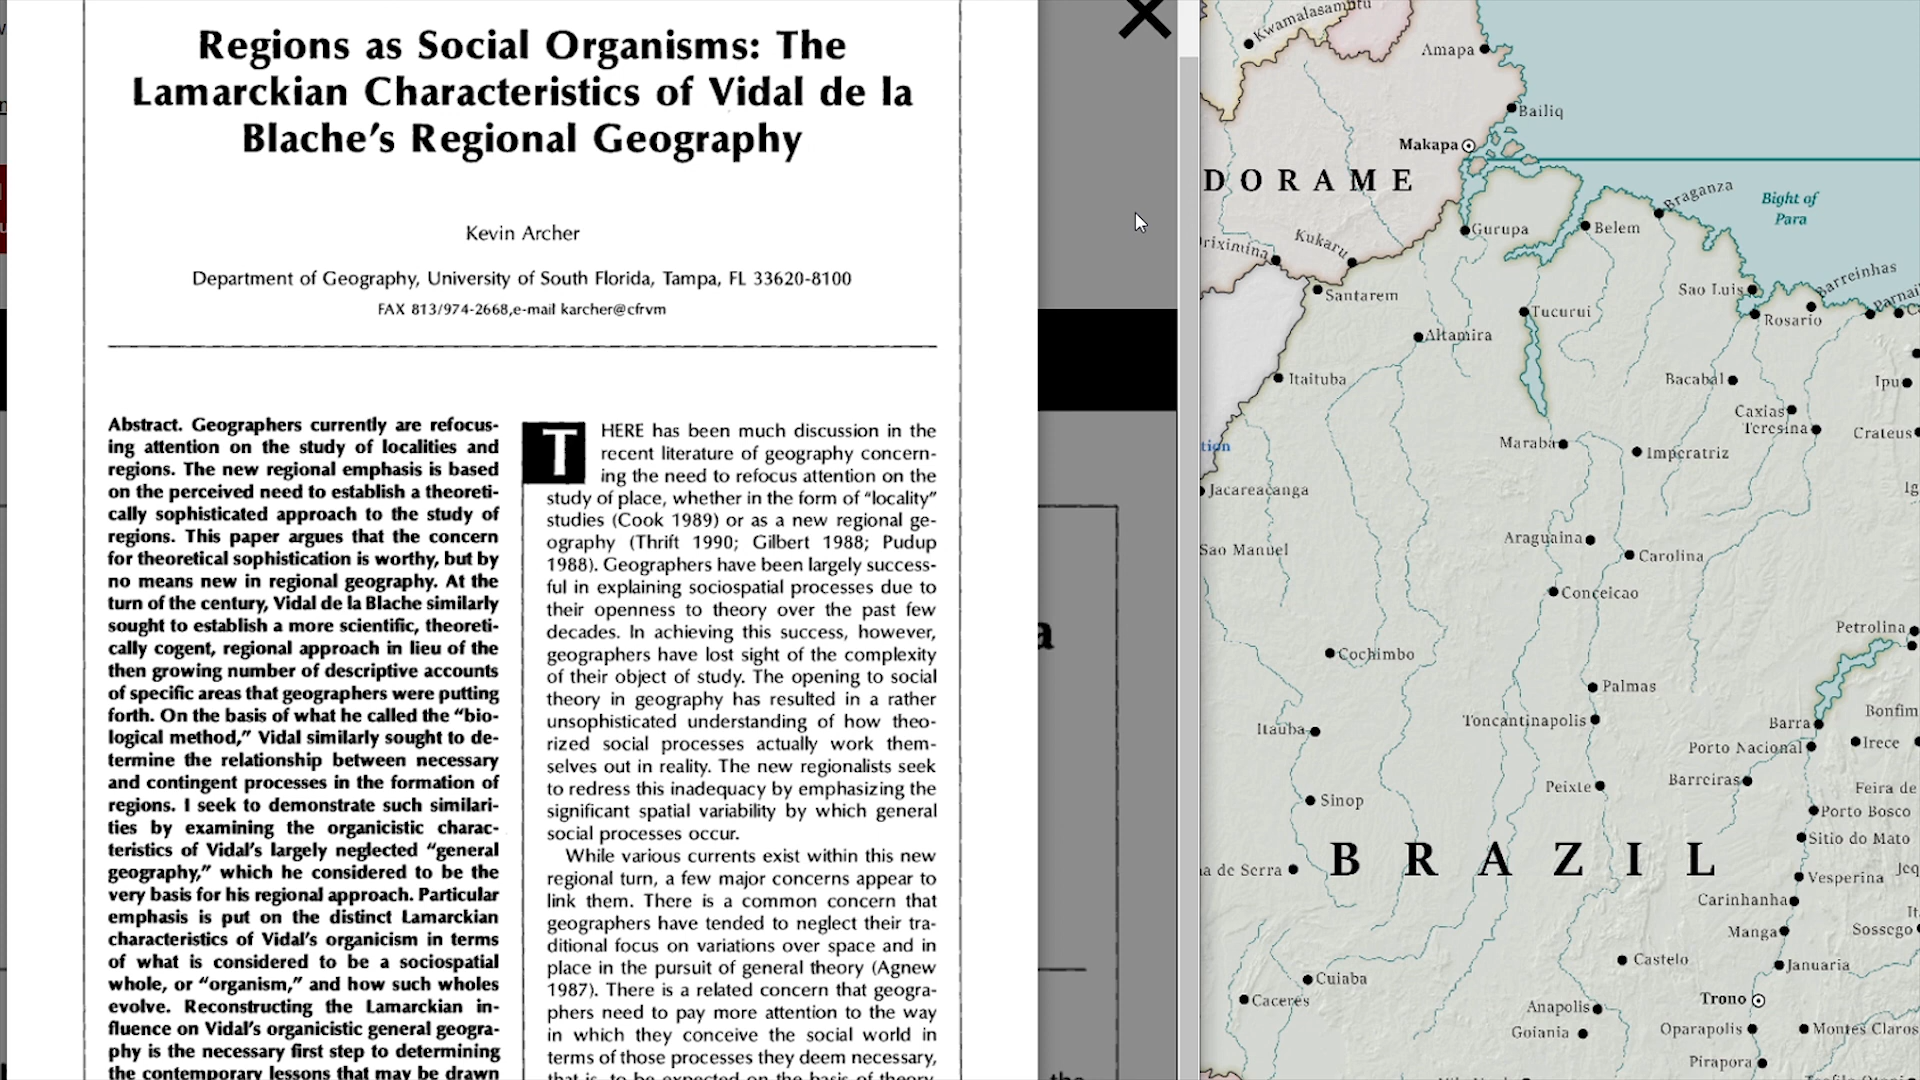 Regions as Social Organisms: The
Lamarckian Characteristics of Vidal de la
Blache's Regional Geography
Kevin Archer
Department of Geography, University of South Florida, Tampa, FL 33620-8100
FAX 813/974-2668,e-mail karcher@cfrvm
Abstract. Geographers currently are refocus-
ing attention on the study of localities and
regions. The new regional emphasis is based
on the perceived need to establish a theoreti-
cally sophisticated approach to the study of
regions. This paper argues that the concern
for theoretical sophistication is worthy, but by
no means new in regional geography. At the
turn of the century, Vidal de la Blache similarly
sought to establish a more scientific, theoreti-
cally cogent, regional approach in lieu of the
then growing number of descriptive accounts
of specific areas that geographers were putting
forth. On the basis of what he called the "bio-
logical method," Vidal similarly sought to de-
termine the relationship between necessary
and contingent processes in the formation of
regions. I seek to demonstrate such similari-
ties by examining the organicistic charac-
teristics of Vidal's largely neglected "general
geography," which he considered to be the
very basis for his regional approach. Particular
emphasis is put on the distinct Lamarckian
characteristics of Vidal's organicism in terms
of what is considered to be a sociospatial
whole, or "organism," and how such wholes
evolve. Reconstructing the Lamarckian in-
fluence on Vidal's organicistic general geogra-
phy is the necessary first step to determining
the contemporary lessons that may be drawn
THERE has been much discussion in the
recent literature of geography concern-
ing the need to refocus attention on the
study of place, whether in the form of "locality"
studies (Cook 1989) or as a new regional ge-
ography (Thrift 1990; Gilbert 1988; Pudup
1988). Geographers have been largely success-
ful in explaining sociospatial processes due to
their openness to theory over the past few
decades. In achieving this success, however,
geographers have lost sight of the complexity
of their object of study. The opening to social
theory in geography has resulted in a rather
unsophisticated understanding of how theo-
rized social processes actually work them-
selves out in reality. The new regionalists seek
to redress this inadequacy by emphasizing the
significant spatial variability by which general
social processes occur.
While various currents exist within this new
regional turn, a few major concerns appear to
link them. There is a common concern that
geographers have tended to neglect their tra-
ditional focus on variations over space and in
place in the pursuit of general theory (Agnew
1987). There is a related concern that geogra-
phers need to pay more attention to the way
in which they conceive the social world in
terms of those processes they deem necessary,
that is, to be expected on the basis of theory,
a
the
Kwamalasamutu
Amapa
Bailiq
Makapa
DORAME
Braganza
Bight of
Para
Gurupa
Belem
riximina
Kukaru
Santarem
Sao Luis
Barreinhas
Parnai
Tucurui
Rosario
Altamira
Itaituba
Bacabal
Ipu
Caxias
Teresina
Crateus
tion
Maraba
Imperatriz
Jacareacanga
Ig
Araguaina
Sao Manuel
Carolina
Conceicao
Petrolina
Cochimbo
Palmas
Bonfim
Toncantinapolis
Barra
Itauba
Porto Nacional
Irece
Barreiras
Peixte
Feira de
Sinop
Porto Bosco
Sitio do Mato
BRAZIL
a de Serra
Vesperina
Jeq
Carinhanha
It
Manga
Sossego
Castelo
Januaria
Cuiaba
Caceres
Trono
Anapolis
Goiania
Oparapolis
Montes Claros
Pirapora